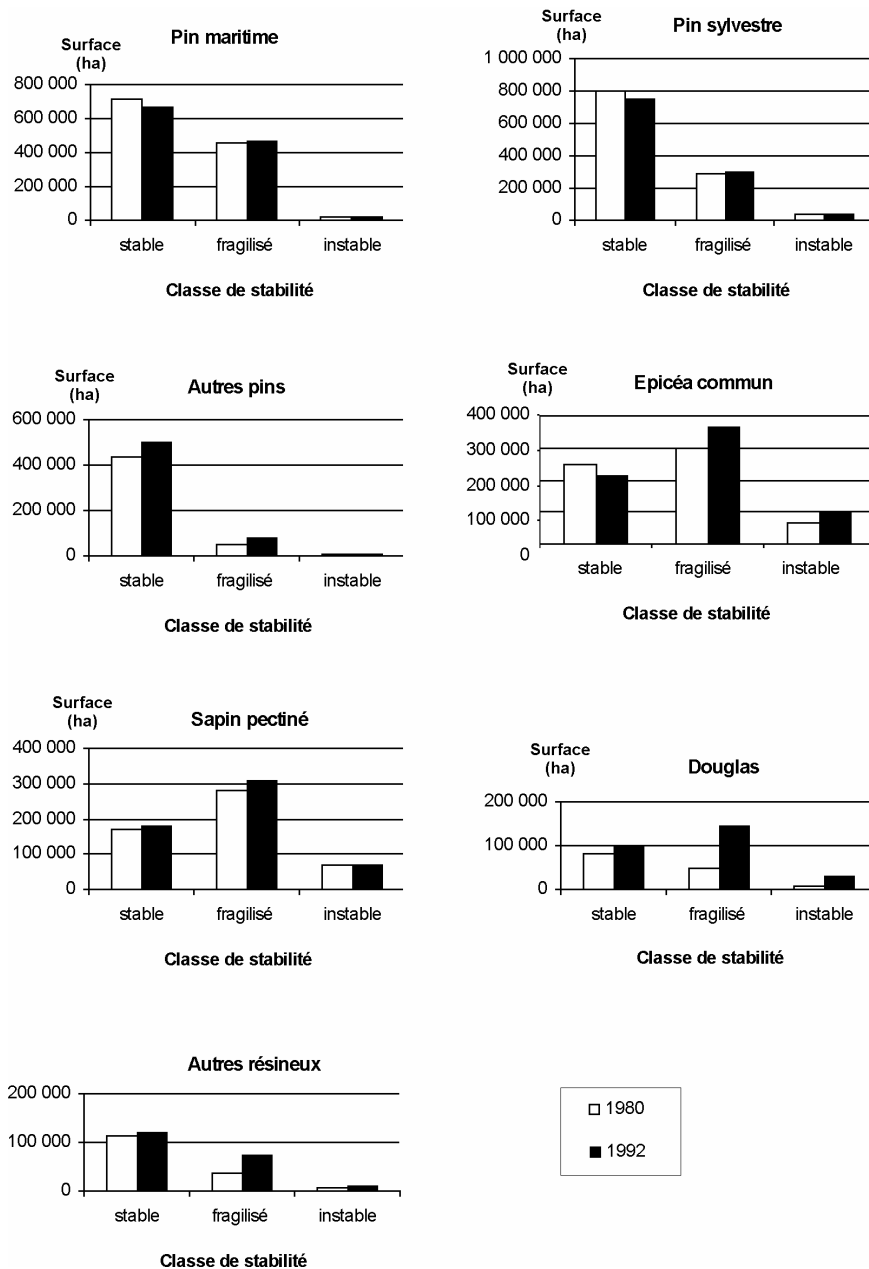 Pin maritime
Surface
(ha)
800 000
600 000
400 000
200 000
0
stable fragilisé instable
Classe de stabilité
Pin sylvestre
Surface
(ha)
1 000 000
800 000
600 000
400 000
200 000
0
stable fragilisé instable
Classe de stabilité
Autres pins
Surface
(ha)
600 000
400 000
200 000
0
stable fragilisé instable
Classe de stabilité
Epicéa commun
Surface
(ha)
400 000
300 000
200 000
100 000
0
stable fragilisé instable
Classe de stabilité
Sapin pectiné
Surface
(ha)
400 000
300 000
200 000
100 000
0
stable fragilisé instable
Classe de stabilité
Douglas
Surface
(ha)
200 000
100 000
0
stable fragilisé instable
Classe de stabilité
Autres résineux
200 000
100 000
0
stable fragilisé instable
Classe de stabilité
1980
1992